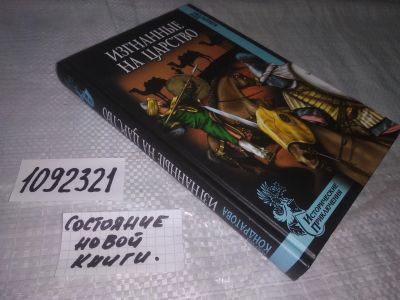 ИЗГНАННЫЕ
НА ЦАРСТВО
ИСТОРИЧЕСКИЕ
ПРИКЛЮЧЕНИЯ
КОНДРАТОВА ИЗГНАННЫЕ НА ЦАРСТВО
1092321
СОСТОЯНИЕ
НОВОЙ
КНИГИ.